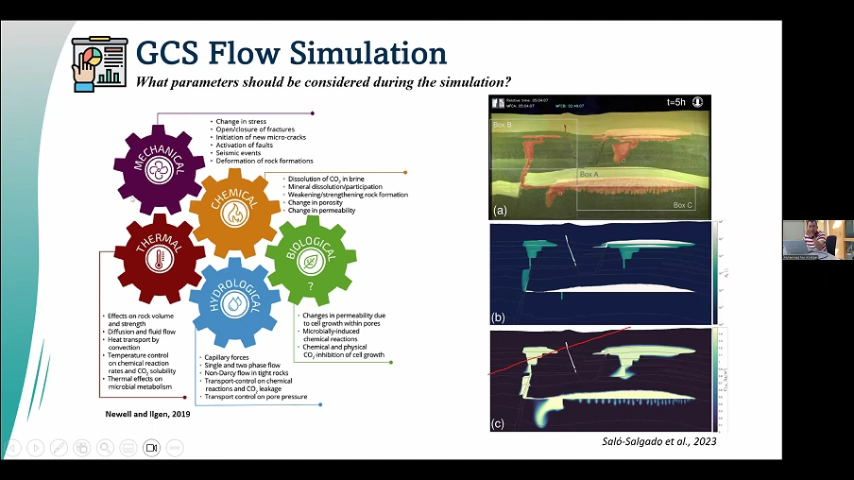 GCS Flow Simulation
What parameters should be considered during the simulation?
MECHANICAL
- Change in stress
- Open/closure of fractures
- Initiation of new micro-cracks
- Activation of faults
- Seismic events
- Deformation of rock formations
CHEMICAL
• Dissolution of CO₂ in brine
• Mineral dissolution/participation
• Weakening/strengthening rock formation
• Change in porosity
• Change in permeability
THERMAL
• Effects on rock volume
and strength
• Diffusion and fluid flow
• Heat transport by
convection
• Temperature control
on chemical reaction
rates and CO₂ solubility
• Thermal effects on
microbial metabolism
HYDROLOGICAL
• Capillary forces
• Single and two phase flow
• Non-Darcy flow in tight rocks
• Transport-control on chemical
reactions and CO₂ leakage
• Transport control on pore pressure
BIOLOGICAL
?
• Changes in permeability due
to cell growth within pores
• Microbially-induced
chemical reactions
• Chemical and physical
CO₂-inhibition of cell growth
Newell and Ilgen, 2019
t=5h
Box B
Box A
Box C
(a)
(b)
(c)
Saló-Salgado et al., 2023